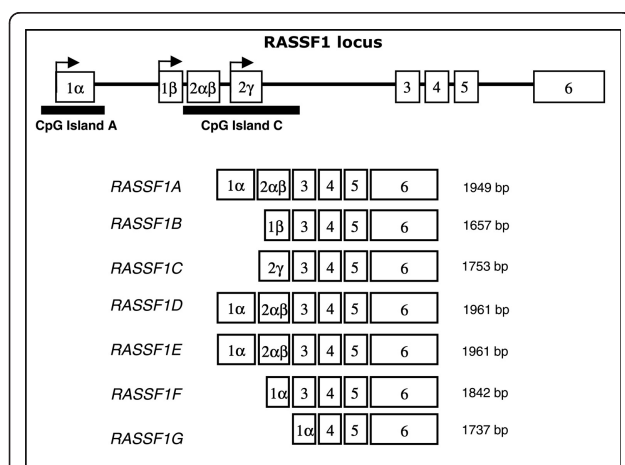 RASSF1 locus
1α 1β 2αβ 2γ 3 4 5 6
CpG Island A CpG Island C
RASSF1A 1α 2αβ 3 4 5 6 1949 bp
RASSF1B 1β 3 4 5 6 1657 bp
RASSF1C 2γ 3 4 5 6 1753 bp
RASSF1D 1α 2αβ 3 4 5 6 1961 bp
RASSF1E 1α 2αβ 3 4 5 6 1961 bp
RASSF1F 1α 3 4 5 6 1842 bp
RASSF1G 1α 4 5 6 1737 bp